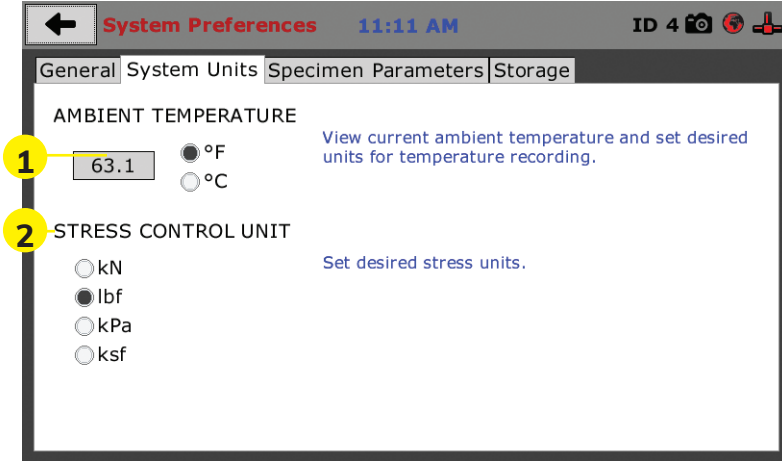 System Preferences 11:11 AM ID 4
General System Units Specimen Parameters Storage
AMBIENT TEMPERATURE
1 63.1 °F
°C
View current ambient temperature and set desired
units for temperature recording.
2 STRESS CONTROL UNIT
kN
lbf
kPa
ksf
Set desired stress units.